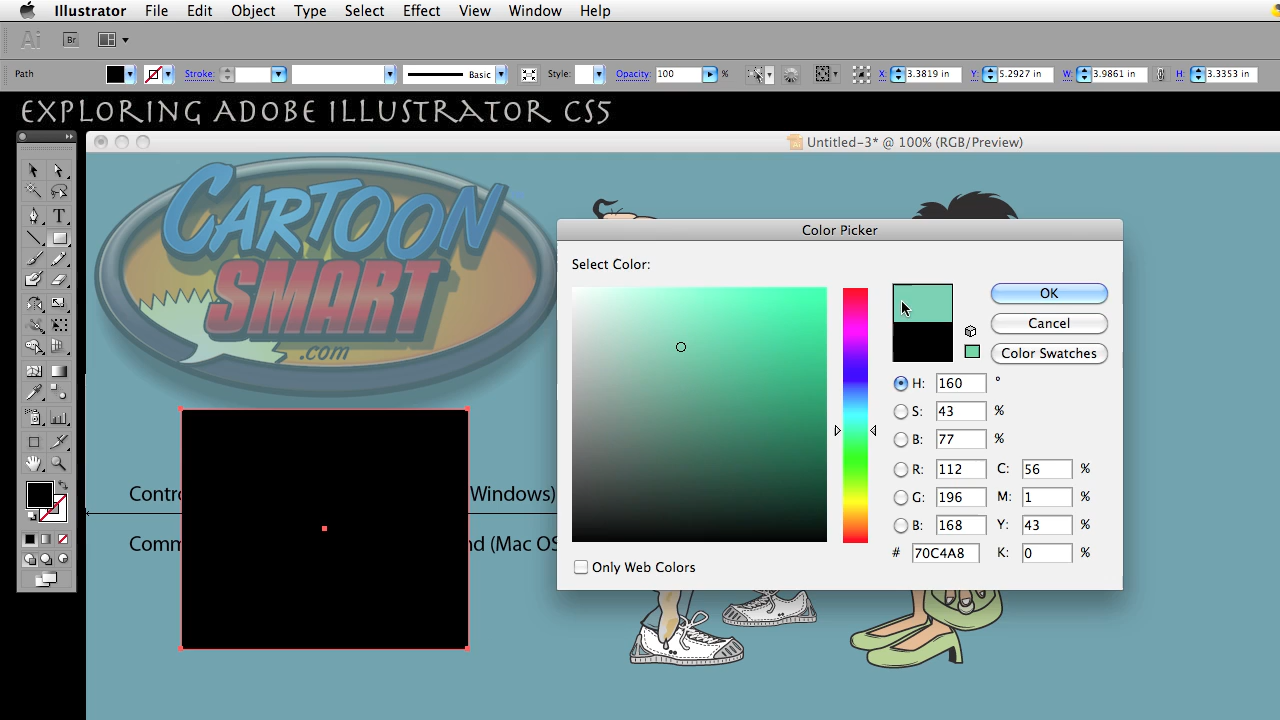 Illustrator File Edit Object Type Select Effect View Window Help
Ai Br
Path Stroke: Basic Style: Opacity: 100 % X: 3.3819 in Y: 5.2927 in W: 3.9861 in H: 3.3353 in
EXPLORING ADOBE ILLUSTRATOR CS5
Untitled-3* @ 100% (RGB/Preview)
CARTOON
SMART
.com
T
Color Picker
Select Color:
OK
Cancel
Color Swatches
H: 160 °
S: 43 %
B: 77 %
R: 112 C: 56 %
G: 196 M: 1 %
B: 168 Y: 43 %
# 70C4A8 K: 0 %
Only Web Colors
Contro Windows)
Comm nd (Mac OS